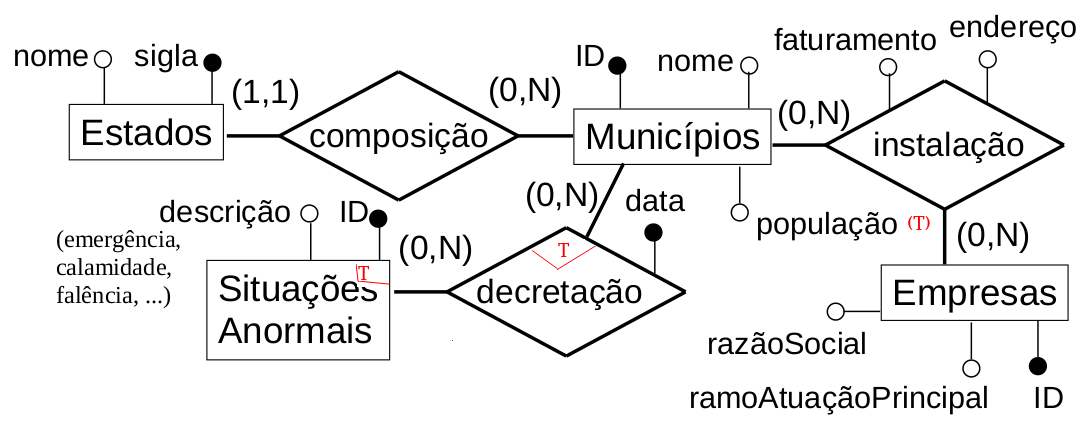 nome
sigla
(1,1)
Estados
composição
(0,N)
ID
nome
Municípios
(0,N)
faturamento
endereço
instalação
(0,N)
data
população (T)
(0,N)
descrição
ID
(emergência,
calamidade,
falência, ...)
(0,N)
T
Situações
Anormais
T
decretação
Empresas
razãoSocial
ramoAtuaçãoPrincipal
ID